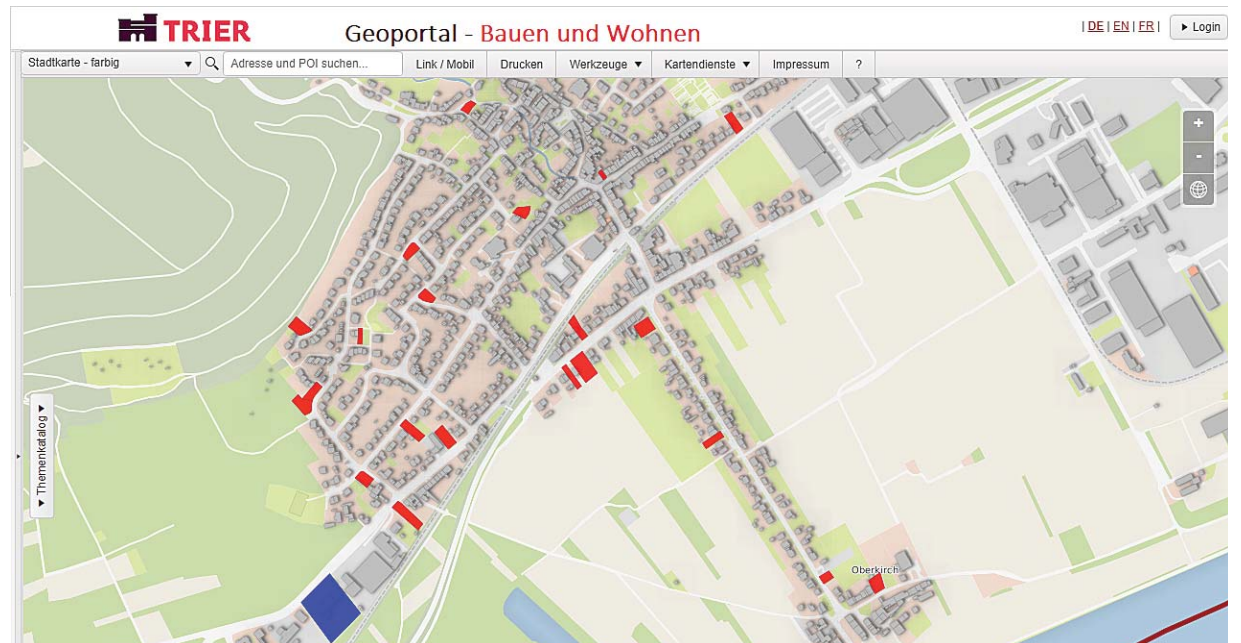 TRIER
Geoportal - Bauen und Wohnen
| DE | EN | FR |
Login
Stadtkarte - farbig
Adresse und POI suchen...
Link / Mobil
Drucken
Werkzeuge
Kartendienste
Impressum
?
+
-
Themenkatalog
Oberkirch